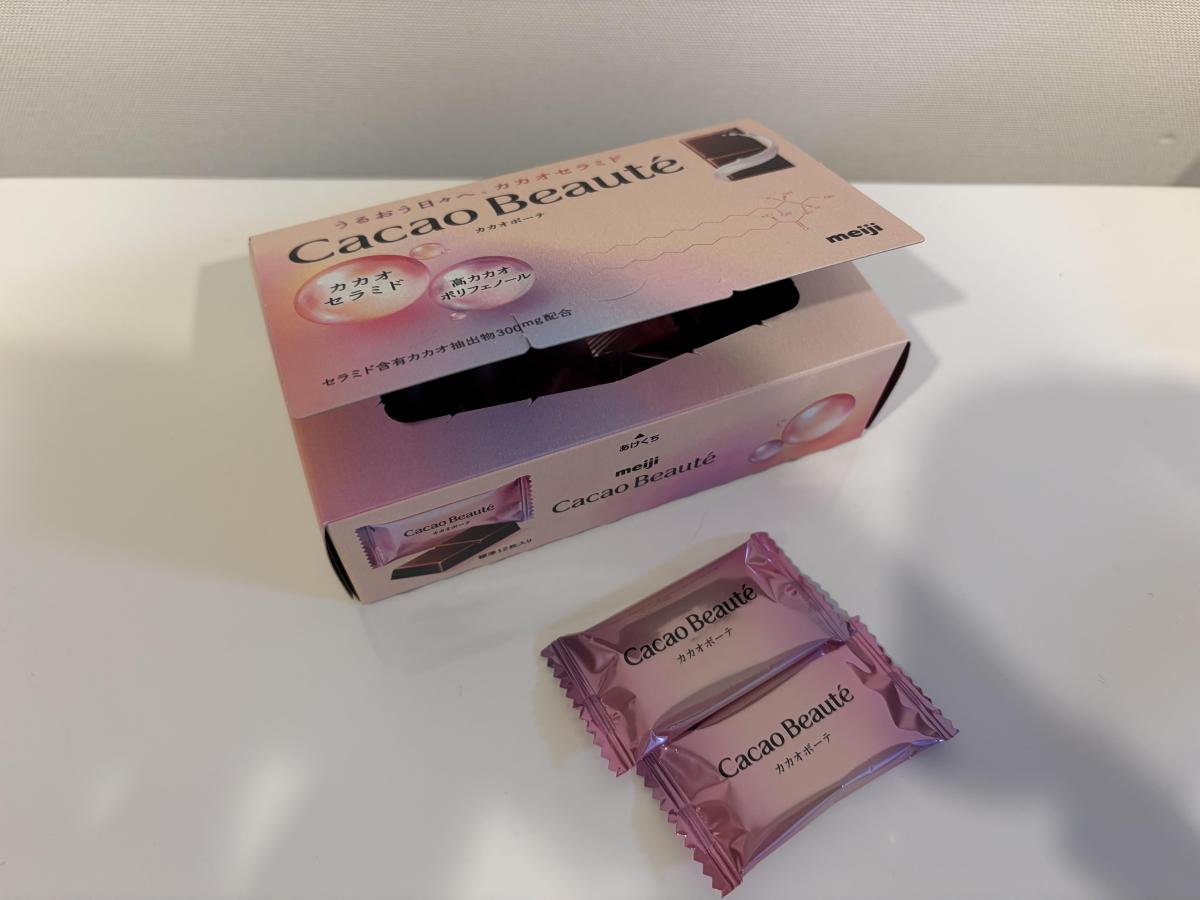 うるおう日々へ、カカオセラミド
Cacao Beauté
カカオボーテ
カカオ
セラミド
高カカオ
ポリフェノール
セラミド含有カカオ抽出物300mg配合
meiji
あけくち
meiji
Cacao Beauté
Cacao Beauté
カカオボーテ
標準12枚入り
Cacao Beauté
カカオボーテ
Cacao Beauté
カカオボーテ